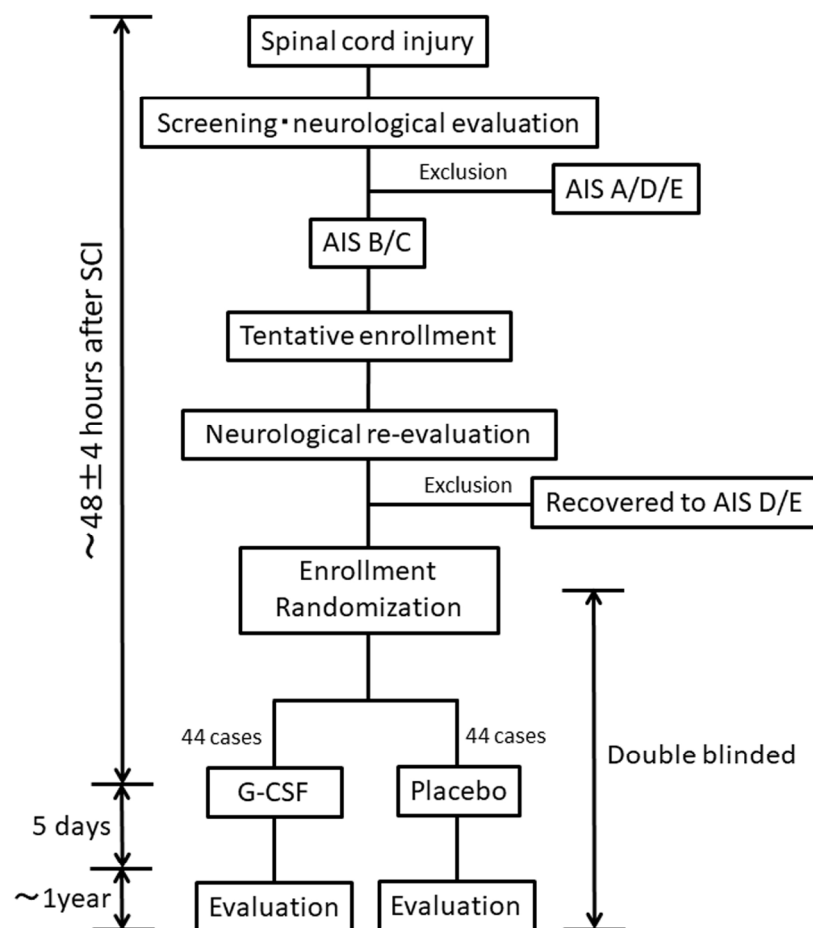 Spinal cord injury
Screening・neurological evaluation
Exclusion
AIS A/D/E
AIS B/C
Tentative enrollment
Neurological re-evaluation
Exclusion
Recovered to AIS D/E
Enrollment
Randomization
44 cases
44 cases
G-CSF
Placebo
Evaluation
Evaluation
~48±4 hours after SCI
5 days
~1year
Double blinded